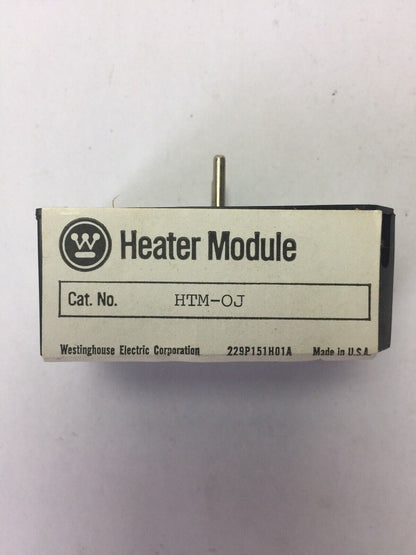 W Heater Module
Cat. No. HTM-OJ
Westinghouse Electric Corporation 229P151H01A Made in U.S.A.